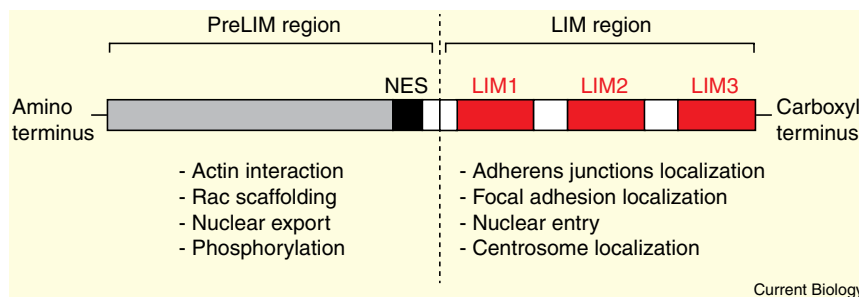 PreLIM region
LIM region
NES
LIM1
LIM2
LIM3
Amino
terminus
Carboxyl
terminus
- Actin interaction
- Rac scaffolding
- Nuclear export
- Phosphorylation
- Adherens junctions localization
- Focal adhesion localization
- Nuclear entry
- Centrosome localization
Current Biology